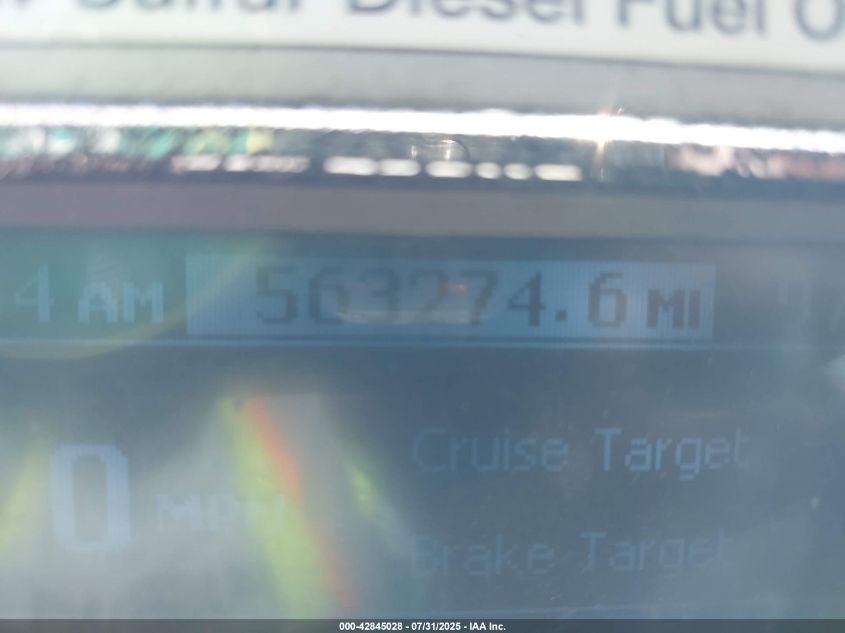 Sulfur Diesel Fuel O
4 AM 563274.6 MI
0 MPH Cruise Target
Brake Target
000-42845028 - 07/31/2025 - IAA Inc.